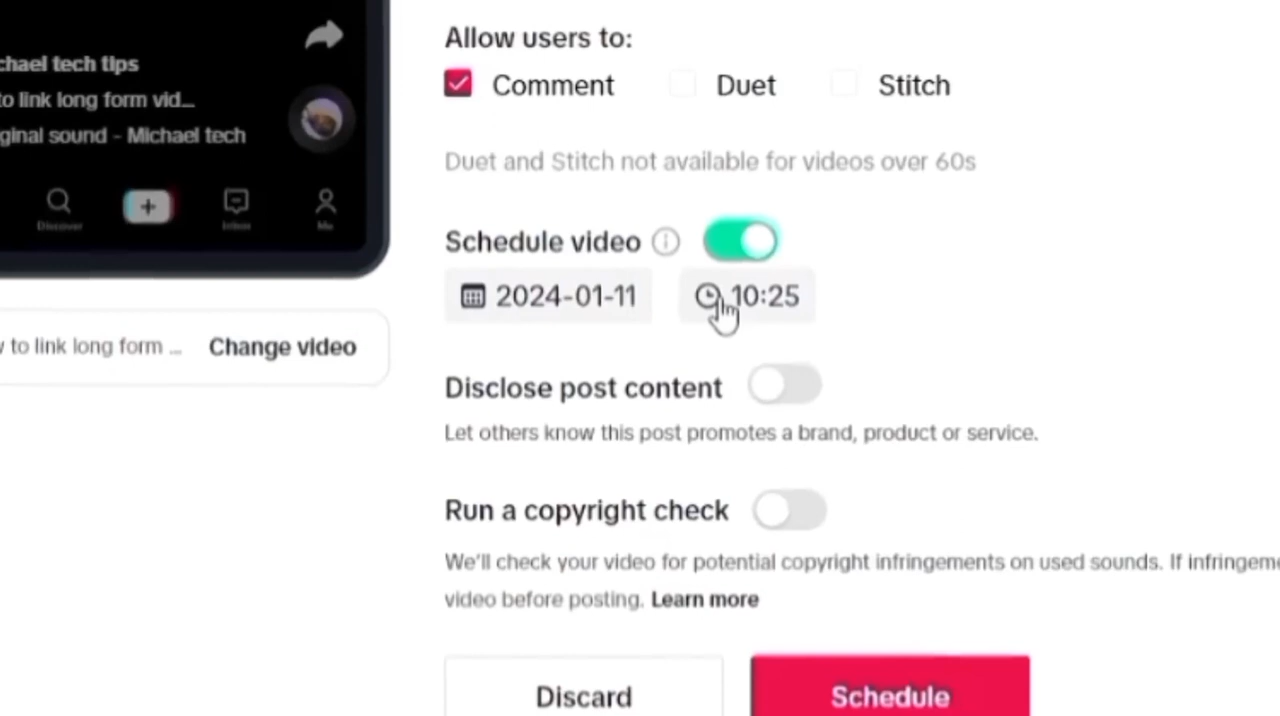 chael tech tips
to link long form vid...
ginal sound - Michael tech
Discover
Inbox
Me
y to link long form ...
Change video
Allow users to:
Comment
Duet
Stitch
Duet and Stitch not available for videos over 60s
Schedule video
2024-01-11
10:25
Disclose post content
Let others know this post promotes a brand, product or service.
Run a copyright check
We'll check your video for potential copyright infringements on used sounds. If infringeme
video before posting. Learn more
Discard
Schedule